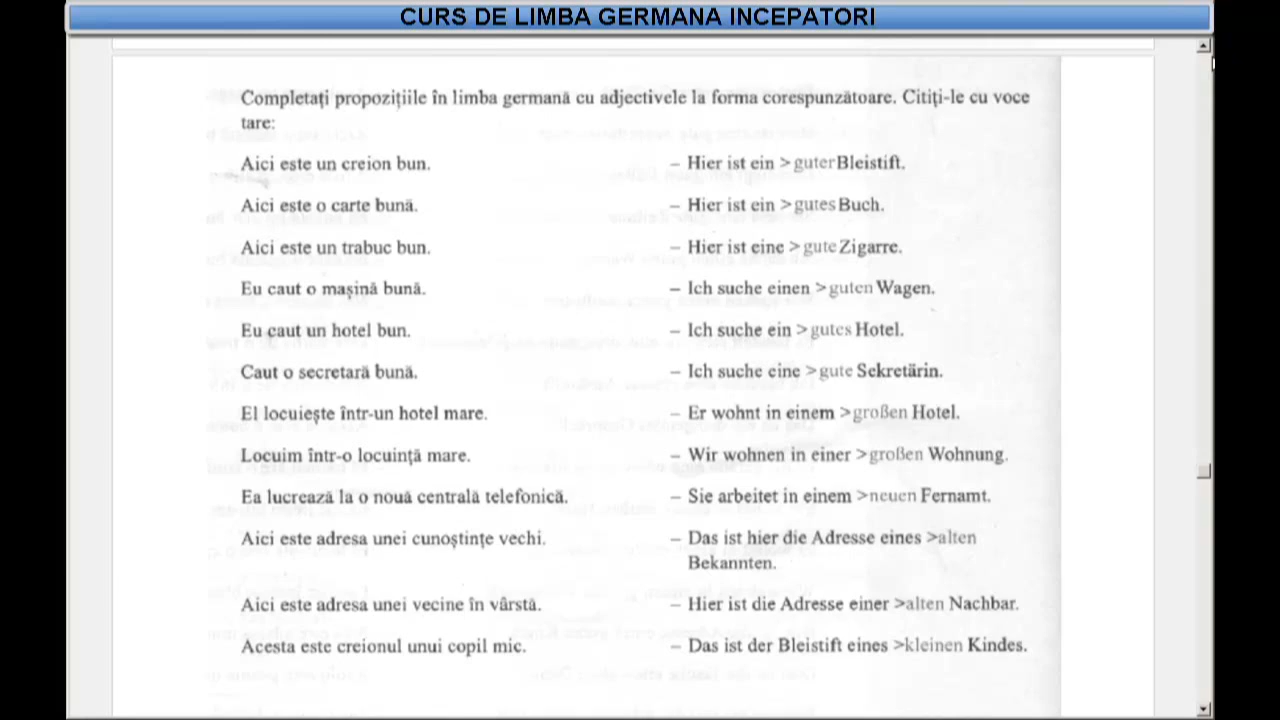 CURS DE LIMBA GERMANA INCEPATORI
Completați propozițiile în limba germană cu adjectivele la forma corespunzătoare. Citiți-le cu voce
tare:
Aici este un creion bun. – Hier ist ein >guter Bleistift.
Aici este o carte bună. – Hier ist ein >gutes Buch.
Aici este un trabuc bun. – Hier ist eine >gute Zigarre.
Eu caut o mașină bună. – Ich suche einen >guten Wagen.
Eu caut un hotel bun. – Ich suche ein >gutes Hotel.
Caut o secretară bună. – Ich suche eine >gute Sekretärin.
El locuiește într-un hotel mare. – Er wohnt in einem >großen Hotel.
Locuim într-o locuință mare. – Wir wohnen in einer >großen Wohnung.
Ea lucrează la o nouă centrală telefonică. – Sie arbeitet in einem >neuen Fernamt.
Aici este adresa unei cunoștințe vechi. – Das ist hier die Adresse eines >alten
Bekannten.
Aici este adresa unei vecine în vârstă. – Hier ist die Adresse einer >alten Nachbar.
Acesta este creionul unui copil mic. – Das ist der Bleistift eines >kleinen Kindes.